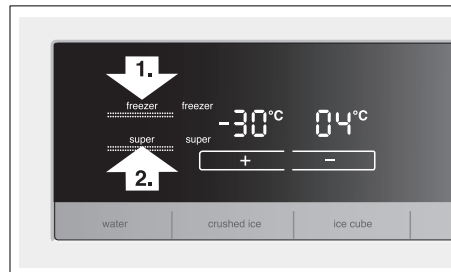 1.
freezer freezer
-30°C 04°C
super super
+ −
2.
water crushed ice ice cube